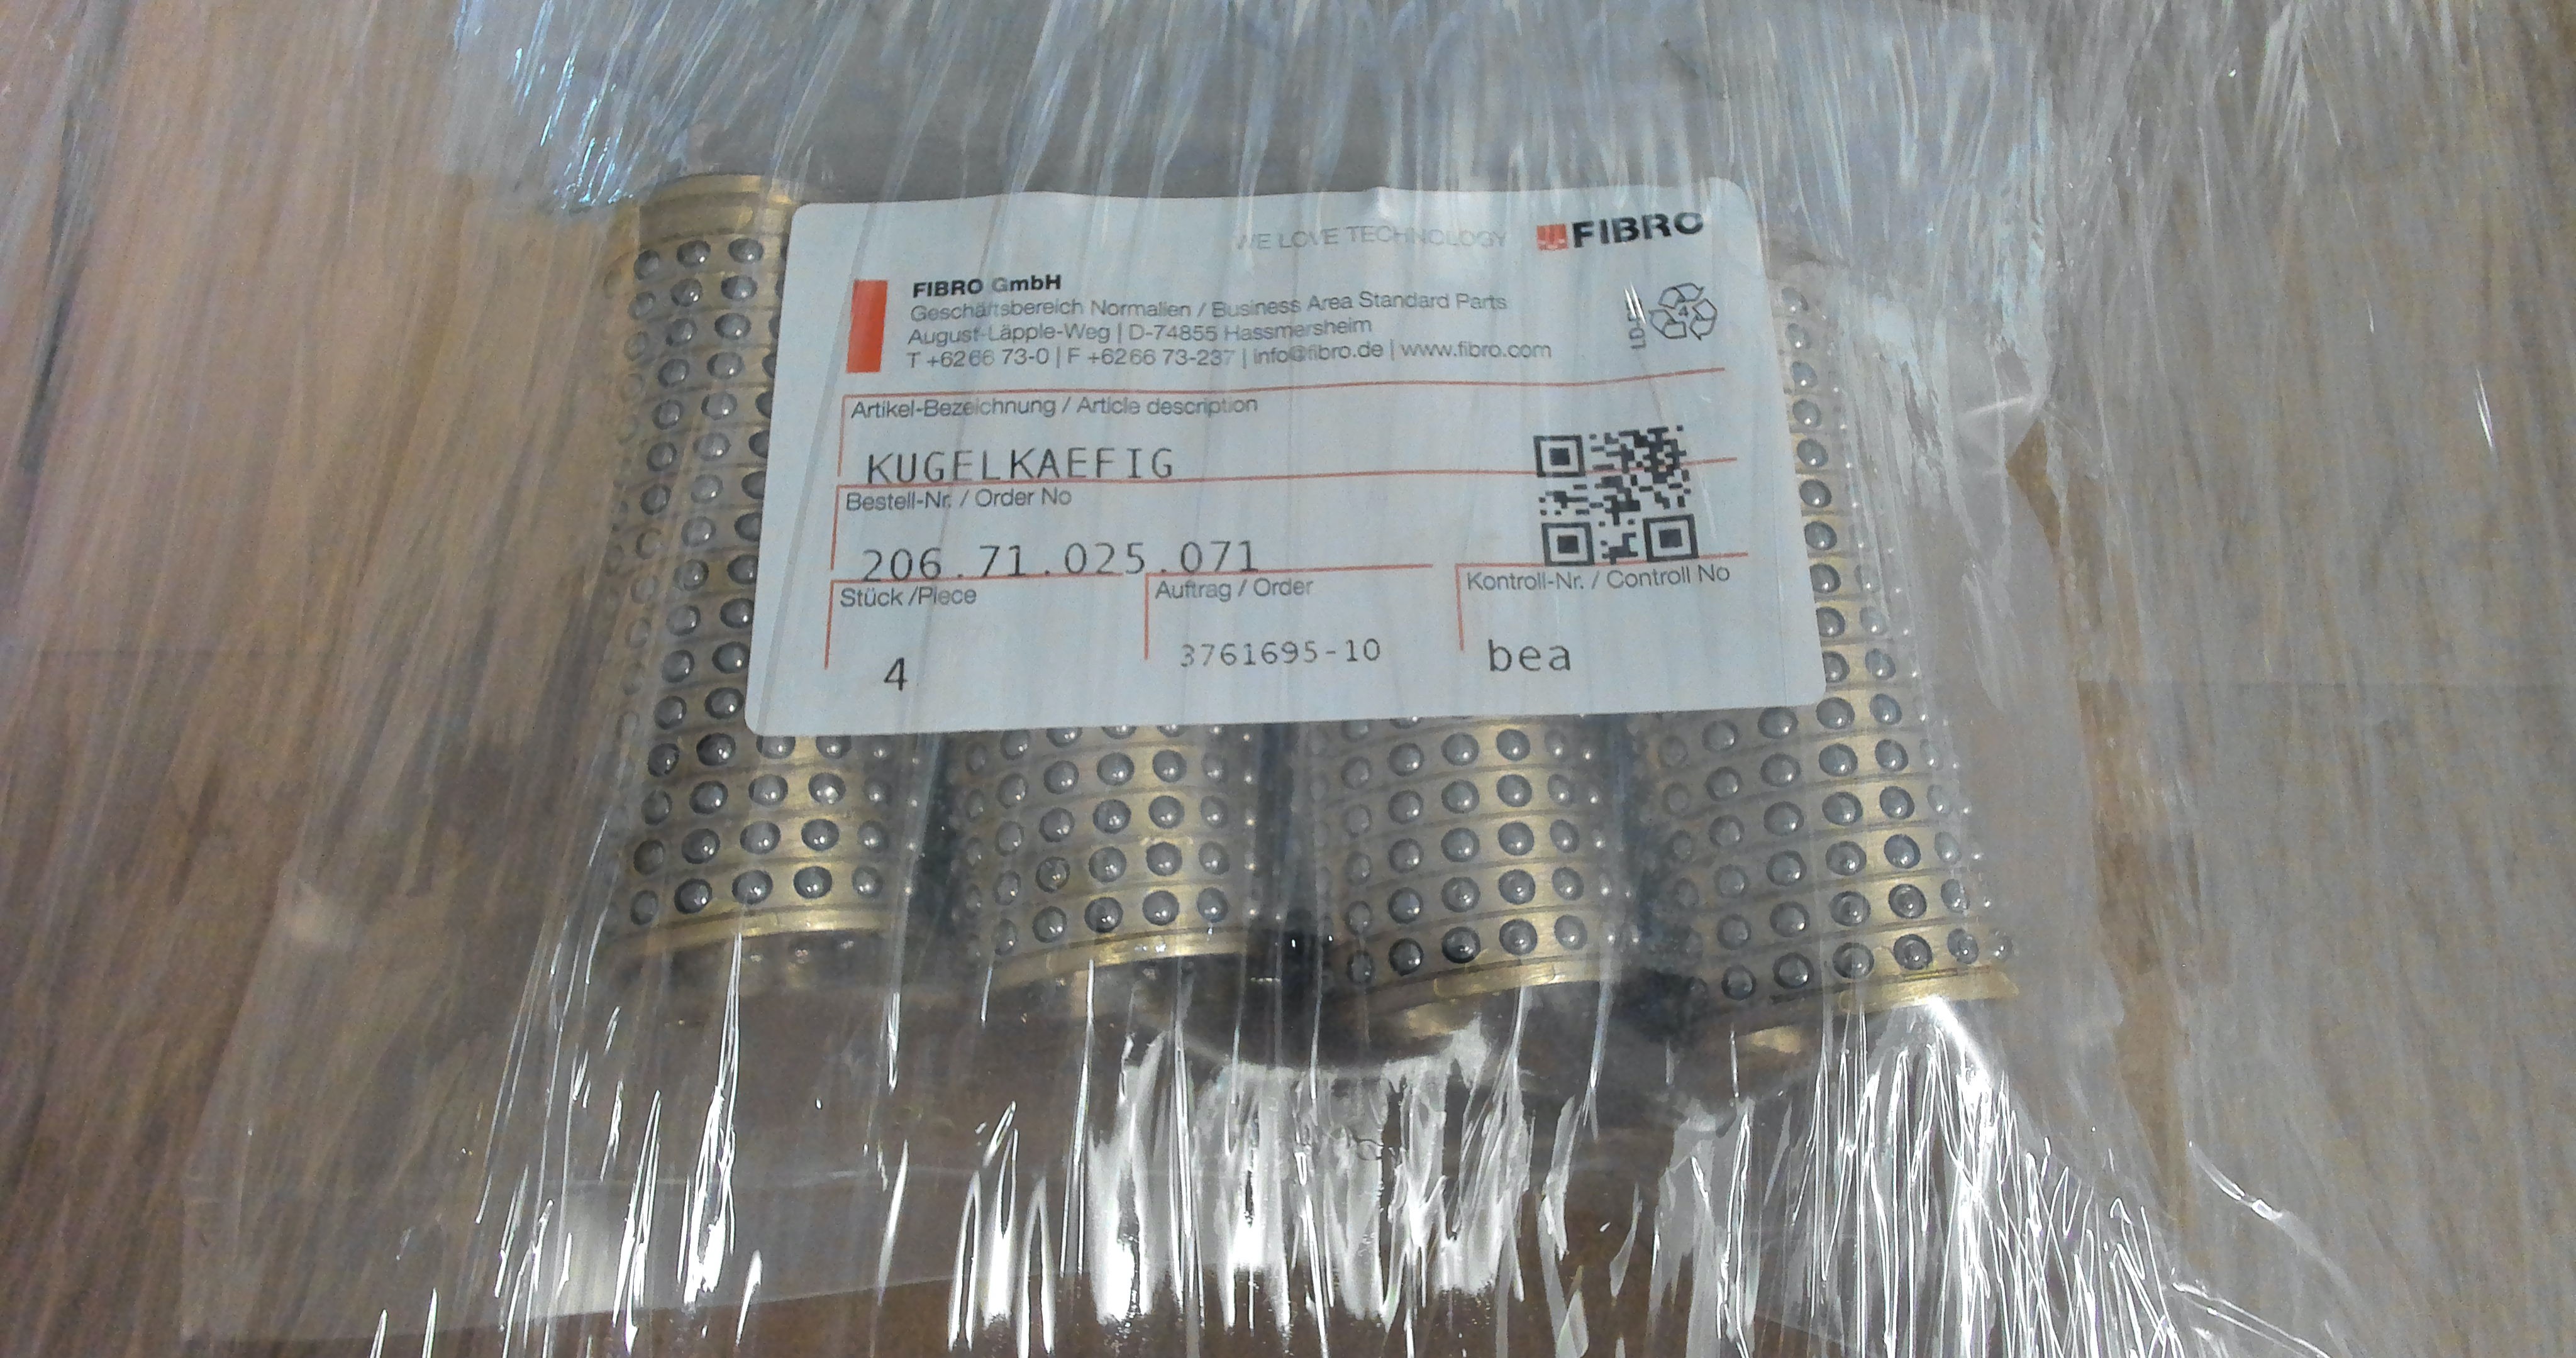 WE LOVE TECHNOLOGY FIBRO
FIBRO GmbH
Geschäftsbereich Normalien / Business Area Standard Parts
August-Läpple-Weg | D-74855 Hassmersheim
T +6266 73-0 | F +6266 73-237 | info@fibro.de | www.fibro.com
4
Artikel-Bezeichnung / Article description
KUGELKAEFIG
Bestell-Nr. / Order No
206.71.025.071
Stück /Piece
4
Auftrag / Order
3761695-10
Kontroll-Nr. / Controll No
bea